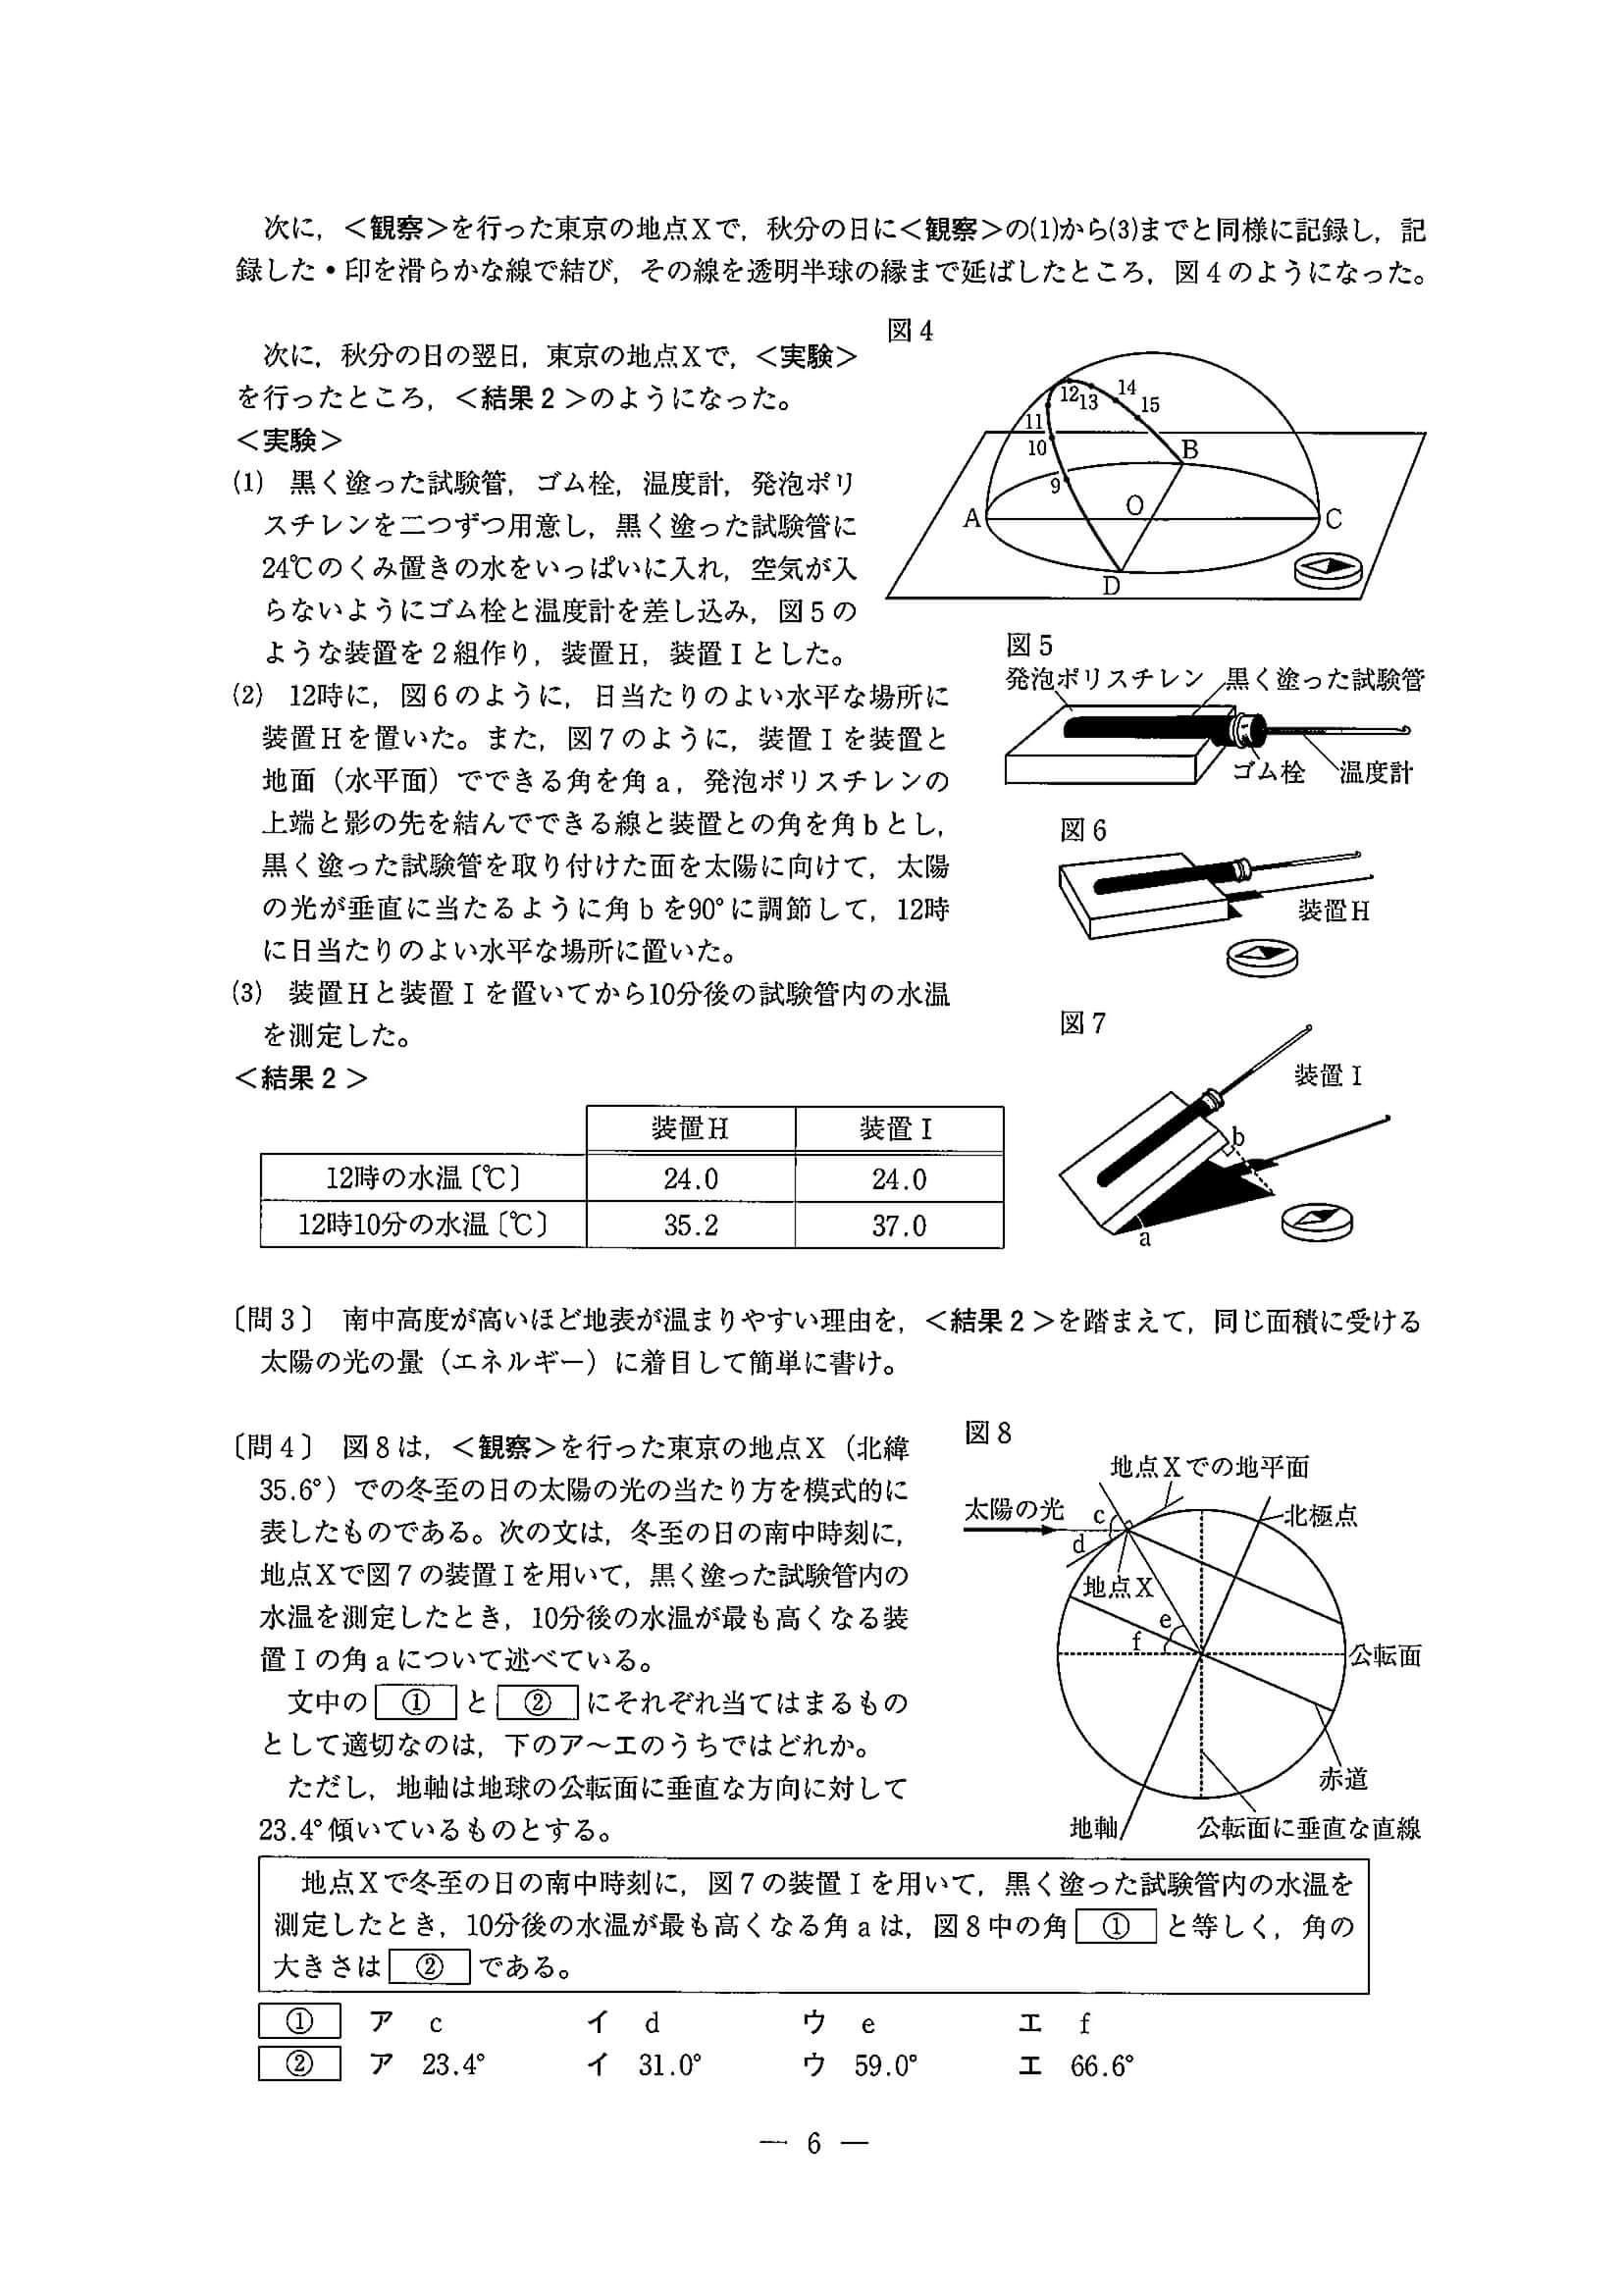 次に，＜観察＞を行った東京の地点Ｘで，秋分の日に＜観察＞の(1)から(3)までと同様に記録し，記
録した・印を滑らかな線で結び，その線を透明半球の縁まで延ばしたところ，図４のようになった。
次に，秋分の日の翌日，東京の地点Ｘで，＜実験＞
を行ったところ，＜結果２＞のようになった。
＜実験＞
(1)　黒く塗った試験管，ゴム栓，温度計，発泡ポリ
スチレンを二つずつ用意し，黒く塗った試験管に
24℃のくみ置きの水をいっぱいに入れ，空気が入
らないようにゴム栓と温度計を差し込み，図５の
ような装置を２組作り，装置Ｈ，装置Ｉとした。
(2)　12時に，図６のように，日当たりのよい水平な場所に
装置Ｈを置いた。また，図７のように，装置Ｉを装置と
地面（水平面）でできる角を角ａ，発泡ポリスチレンの
上端と影の先を結んでできる線と装置との角を角ｂとし，
黒く塗った試験管を取り付けた面を太陽に向けて，太陽
の光が垂直に当たるように角ｂを90°に調節して，12時
に日当たりのよい水平な場所に置いた。
(3)　装置Ｈと装置Ｉを置いてから10分後の試験管内の水温
を測定した。
＜結果２＞
装置Ｈ　装置Ｉ
12時の水温〔℃〕　24.0　24.0
12時10分の水温〔℃〕　35.2　37.0
図４
12
13
14
15
11
10
9
A
B
O
C
D
図５
発泡ポリスチレン　黒く塗った試験管
ゴム栓　温度計
図６
装置Ｈ
図７
装置Ｉ
b
a
〔問３〕　南中高度が高いほど地表が温まりやすい理由を，＜結果２＞を踏まえて，同じ面積に受ける
太陽の光の量（エネルギー）に着目して簡単に書け。
〔問４〕　図８は，＜観察＞を行った東京の地点Ｘ（北緯
35.6°）での冬至の日の太陽の光の当たり方を模式的に
表したものである。次の文は，冬至の日の南中時刻に，
地点Ｘで図７の装置Ｉを用いて，黒く塗った試験管内の
水温を測定したとき，10分後の水温が最も高くなる装
置Ｉの角ａについて述べている。
文中の　①　と　②　にそれぞれ当てはまるもの
として適切なのは，下のア～エのうちではどれか。
ただし，地軸は地球の公転面に垂直な方向に対して
23.4°傾いているものとする。
図８
地点Ｘでの地平面
太陽の光
c
北極点
d
地点Ｘ
e
f
公転面
赤道
地軸
公転面に垂直な直線
地点Ｘで冬至の日の南中時刻に，図７の装置Ｉを用いて，黒く塗った試験管内の水温を
測定したとき，10分後の水温が最も高くなる角ａは，図８中の角　①　と等しく，角の
大きさは　②　である。
①　ア　c　イ　d　ウ　e　エ　f
②　ア　23.4°　イ　31.0°　ウ　59.0°　エ　66.6°
— 6 —